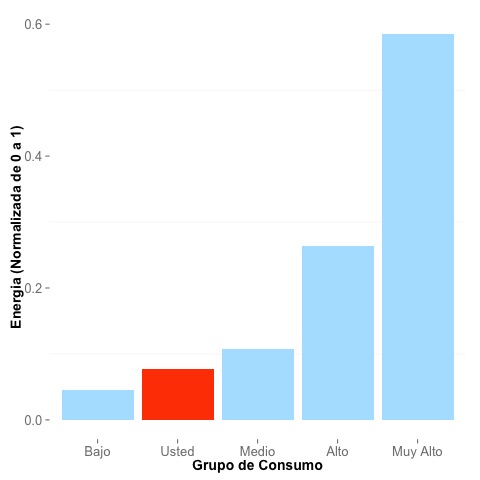 0.6
0.4
0.2
0.0
Energia (Normalizada de 0 a 1)
Bajo Usted Medio Alto Muy Alto
Grupo de Consumo